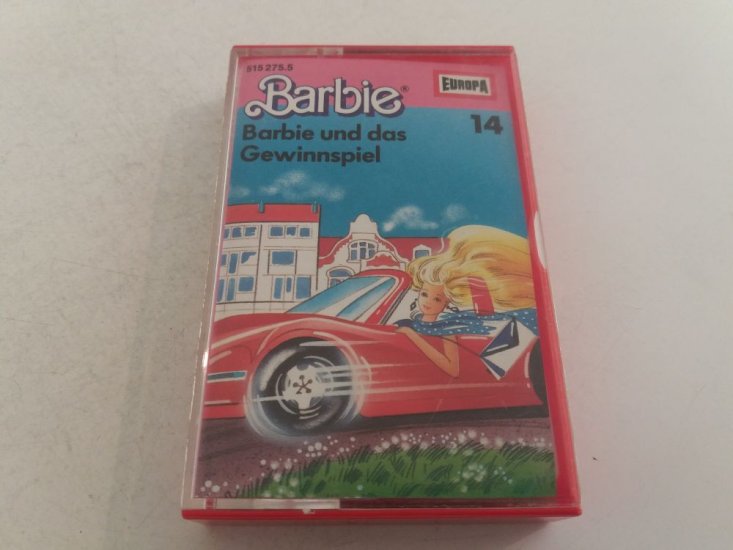 515 275.5
Barbie®
EUROPA
14
Barbie und das
Gewinnspiel